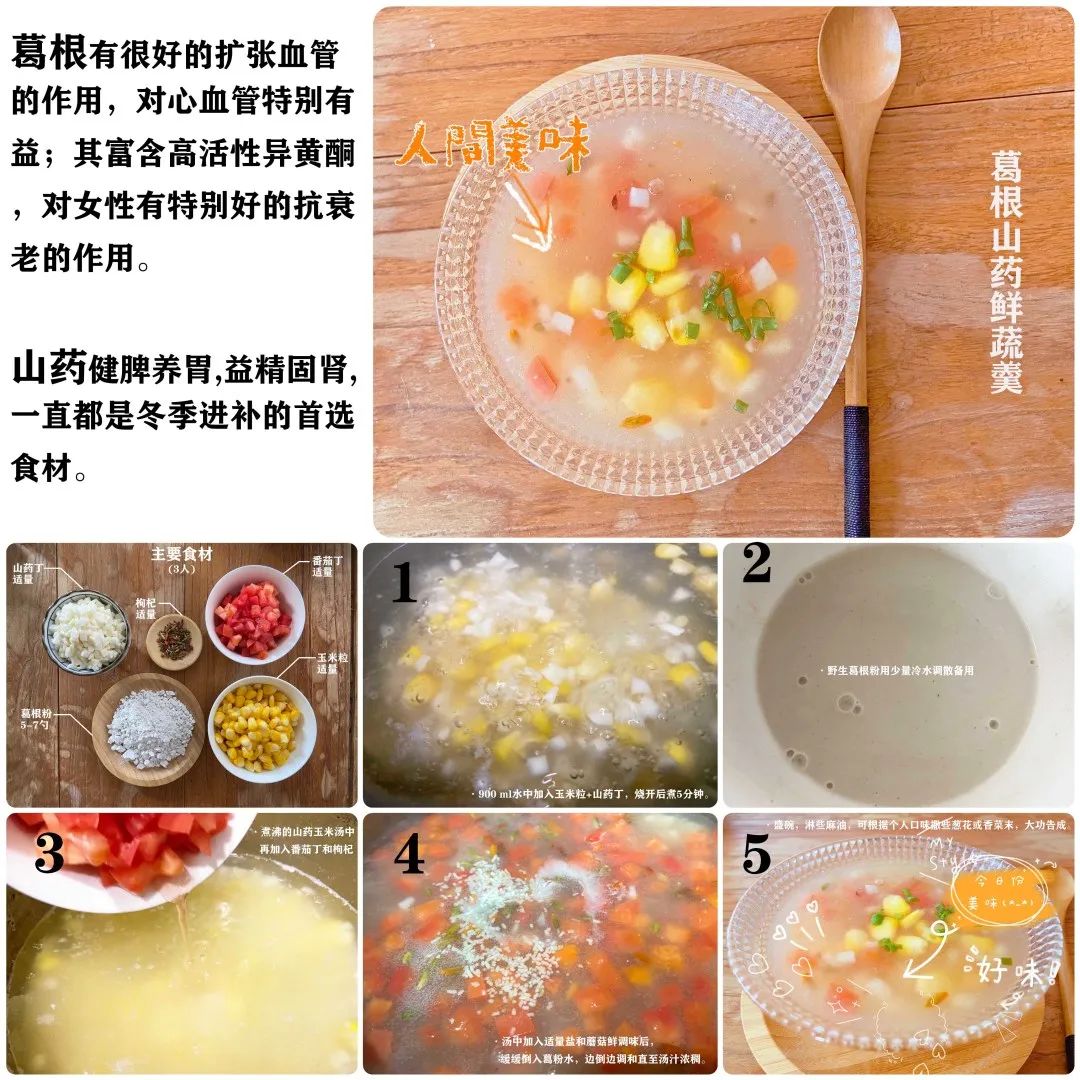 葛根有很好的扩张血管
的作用，对心血管特别有
益；其富含高活性异黄酮
，对女性有特别好的抗衰
老的作用。
山药健脾养胃,益精固肾,
一直都是冬季进补的首选
食材。
人間美味
葛根山药鲜蔬羹
主要食材
(3人)
山药丁
适量
枸杞
适量
番茄丁
适量
玉米粒
适量
葛根粉
5-7勺
1
·900 ml水中加入玉米粒+山药丁，烧开后煮5分钟。
2
·野生葛根粉用少量冷水调散备用
3
·煮沸的山药玉米汤中
再加入番茄丁和枸杞
4
·汤中加入适量盐和蘑菇鲜调味后，
缓缓倒入葛粉水，边倒边调和直至汤汁浓稠。
5
·盛碗，淋些麻油，可根据个人口味撒些葱花或香菜末，大功告成。
MY
Style
今日份
美味(^_^)
好味!